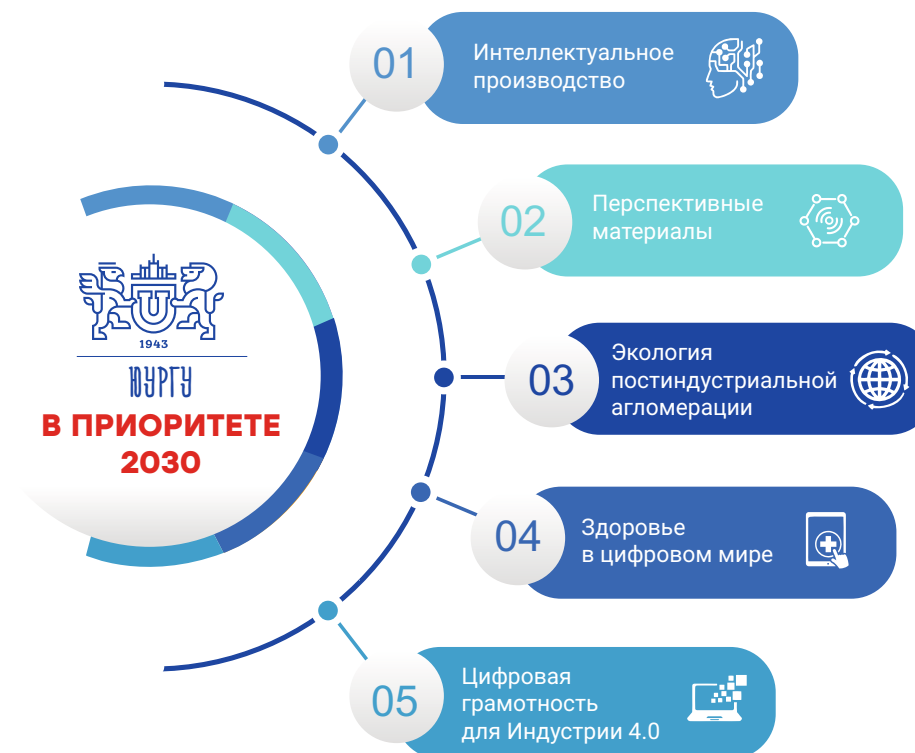 01
Интеллектуальное
производство
02
Перспективные
материалы
1943
ЮУРГУ
В ПРИОРИТЕТЕ
2030
03
Экология
постиндустриальной
агломерации
04
Здоровье
в цифровом мире
05
Цифровая
грамотность
для Индустрии 4.0